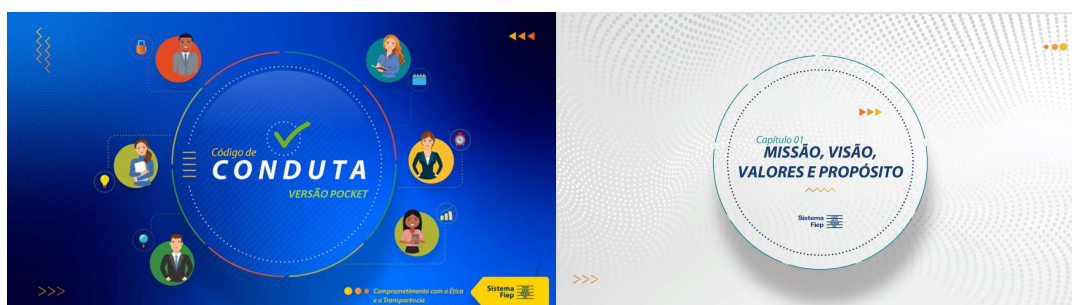 Código de
CONDUTA
VERSÃO POCKET
Comprometimento com a Ética
e a Transparência
Sistema
Fiep
Capítulo 01
MISSÃO, VISÃO,
VALORES E PROPÓSITO
Sistema
Fiep